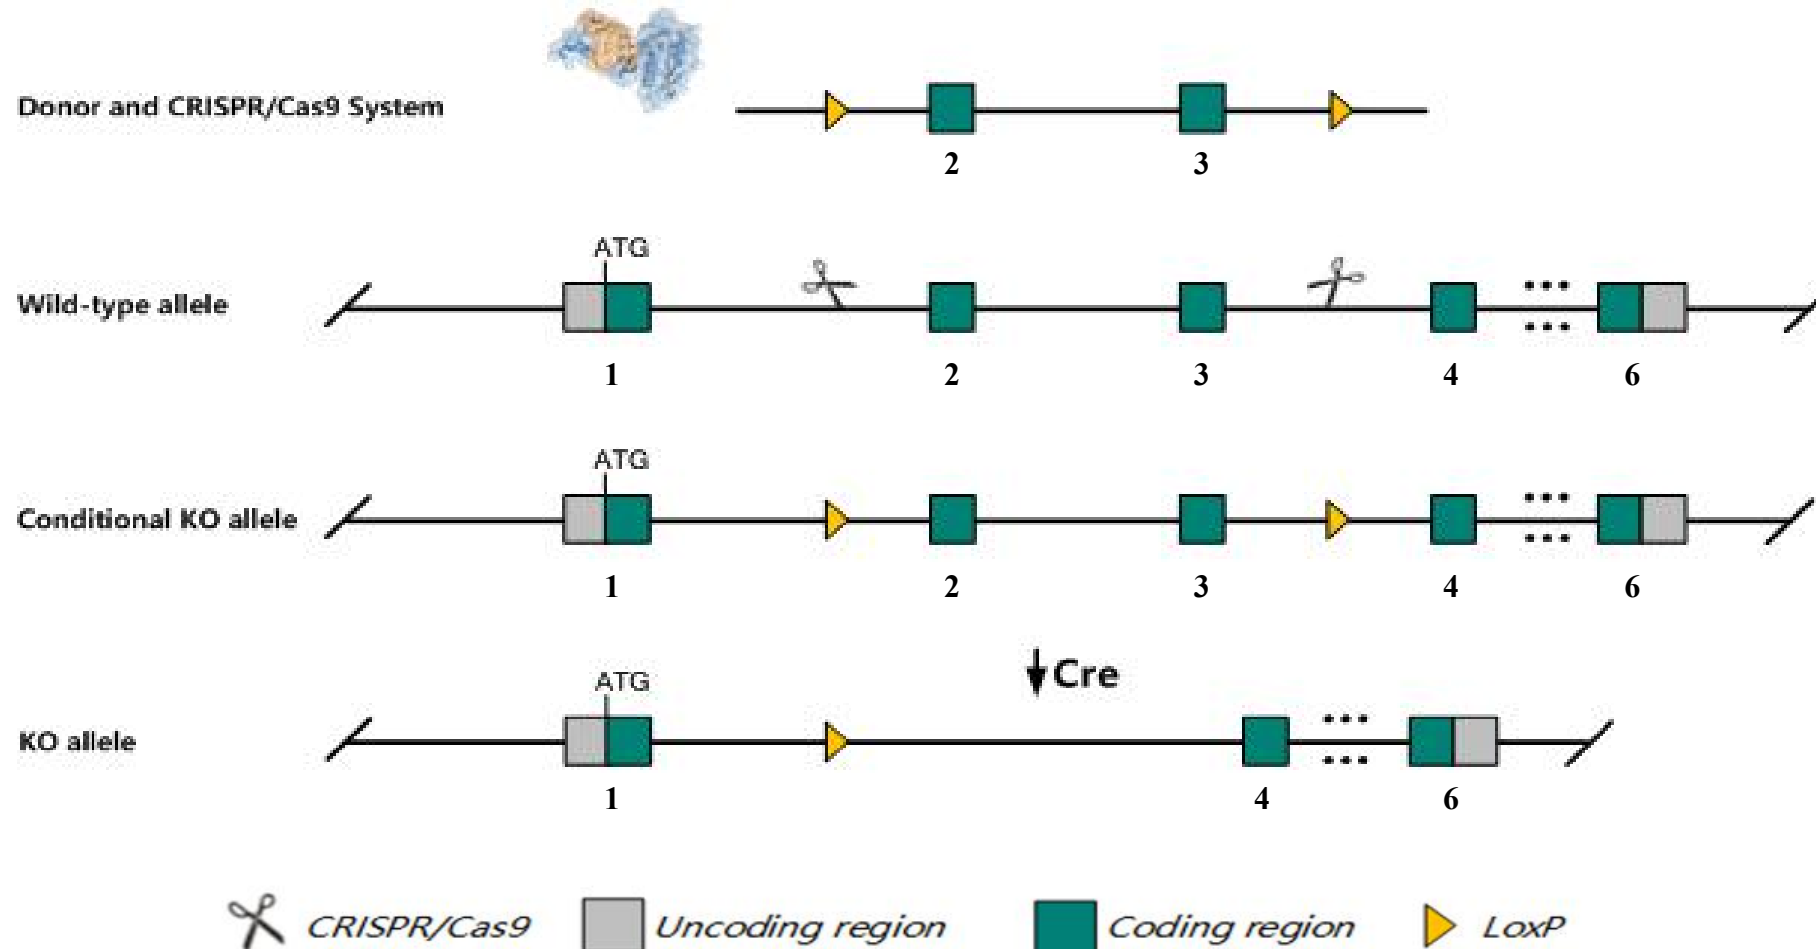 Donor and CRISPR/Cas9 System
2 3
ATG
Wild-type allele
1 2 3 4 6
ATG
Conditional KO allele
1 2 3 4 6
Cre
ATG
KO allele
1 4 6
CRISPR/Cas9 Uncoding region Coding region LoxP